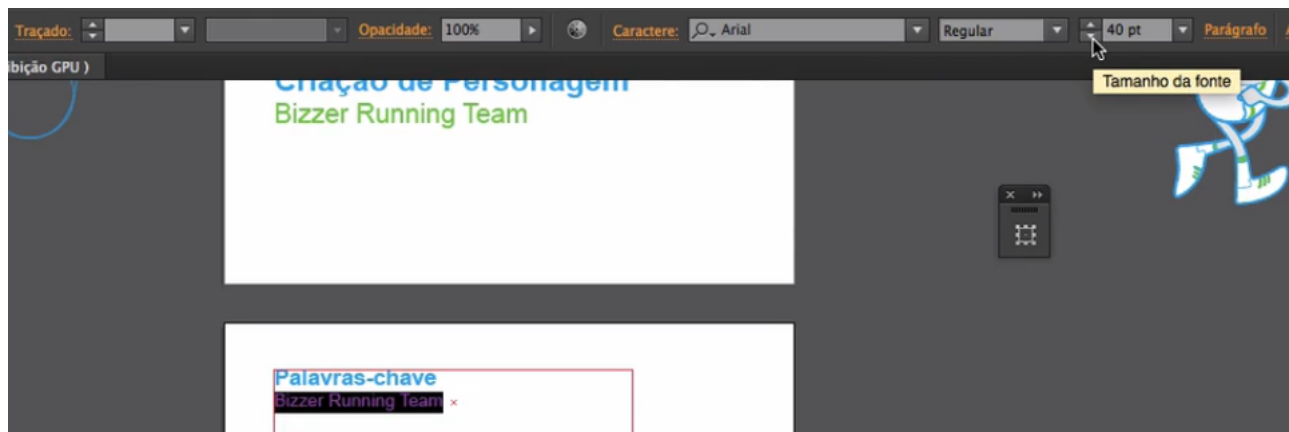 Traçado: Opacidade: 100% Caractere: Arial Regular 40 pt Parágrafo
ibição GPU )
Tamanho da fonte
Criação de Personagem
Bizzer Running Team
Palavras-chave
Bizzer Running Team